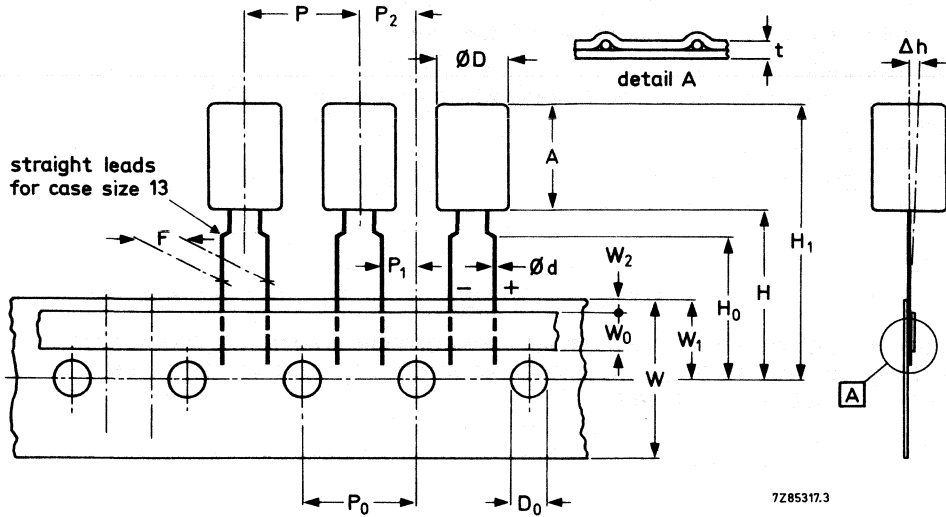 P
P2
ØD
t
detail A
Δh
straight leads
for case size 13
A
F
P1
Ød
W2
H0
H
H1
- +
W0
W1
W
A
P0
D0
7Z85317.3